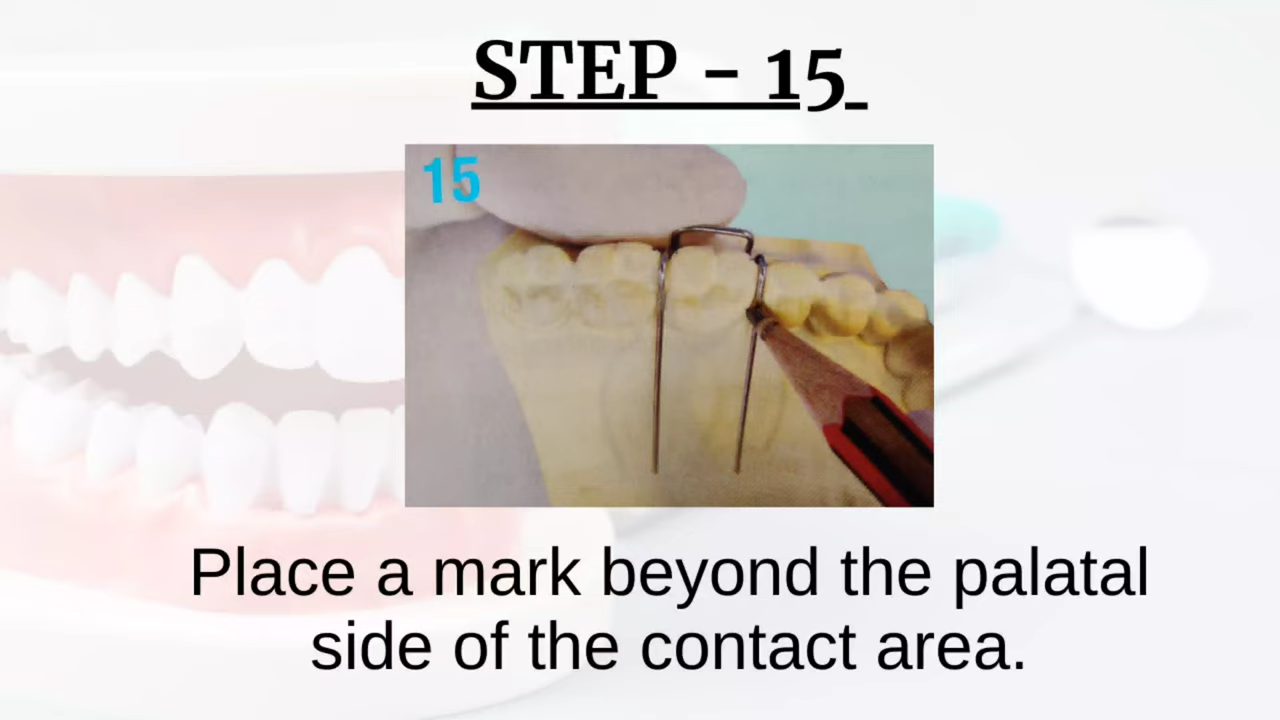 STEP - 15
15
Place a mark beyond the palatal
side of the contact area.